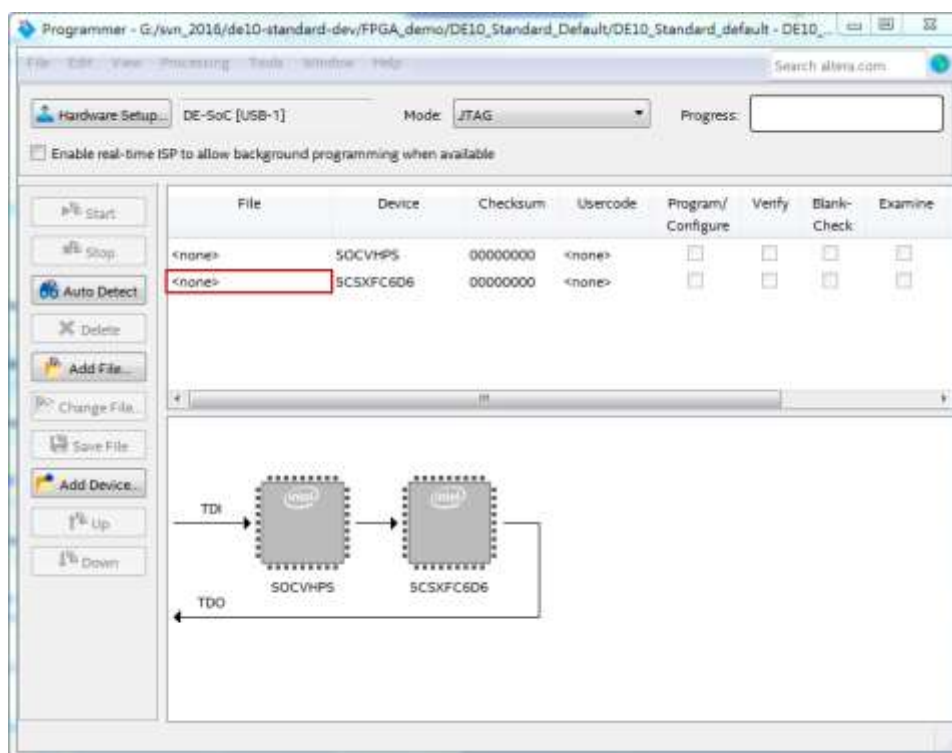 Programmer - G:/svn_2016/de10-standard-dev/FPGA_demo/DE10_Standard_Default/DE10_Standard_default - DE10_...
File Edit View Processing Tools Window Help
Search altera.com
Hardware Setup...
DE-SoC [USB-1]
Mode: JTAG
Progress:
Enable real-time ISP to allow background programming when available
Start
Stop
Auto Detect
Delete
Add File...
Change File...
Save File
Add Device...
Up
Down
File Device Checksum Usercode Program/ Configure Verify Blank- Check Examine
<none> SOCVHPS 00000000 <none>
<none> 5CSXFC6D6 00000000 <none>
TDI
intel
intel
SOCVHPS
5CSXFC6D6
TDO